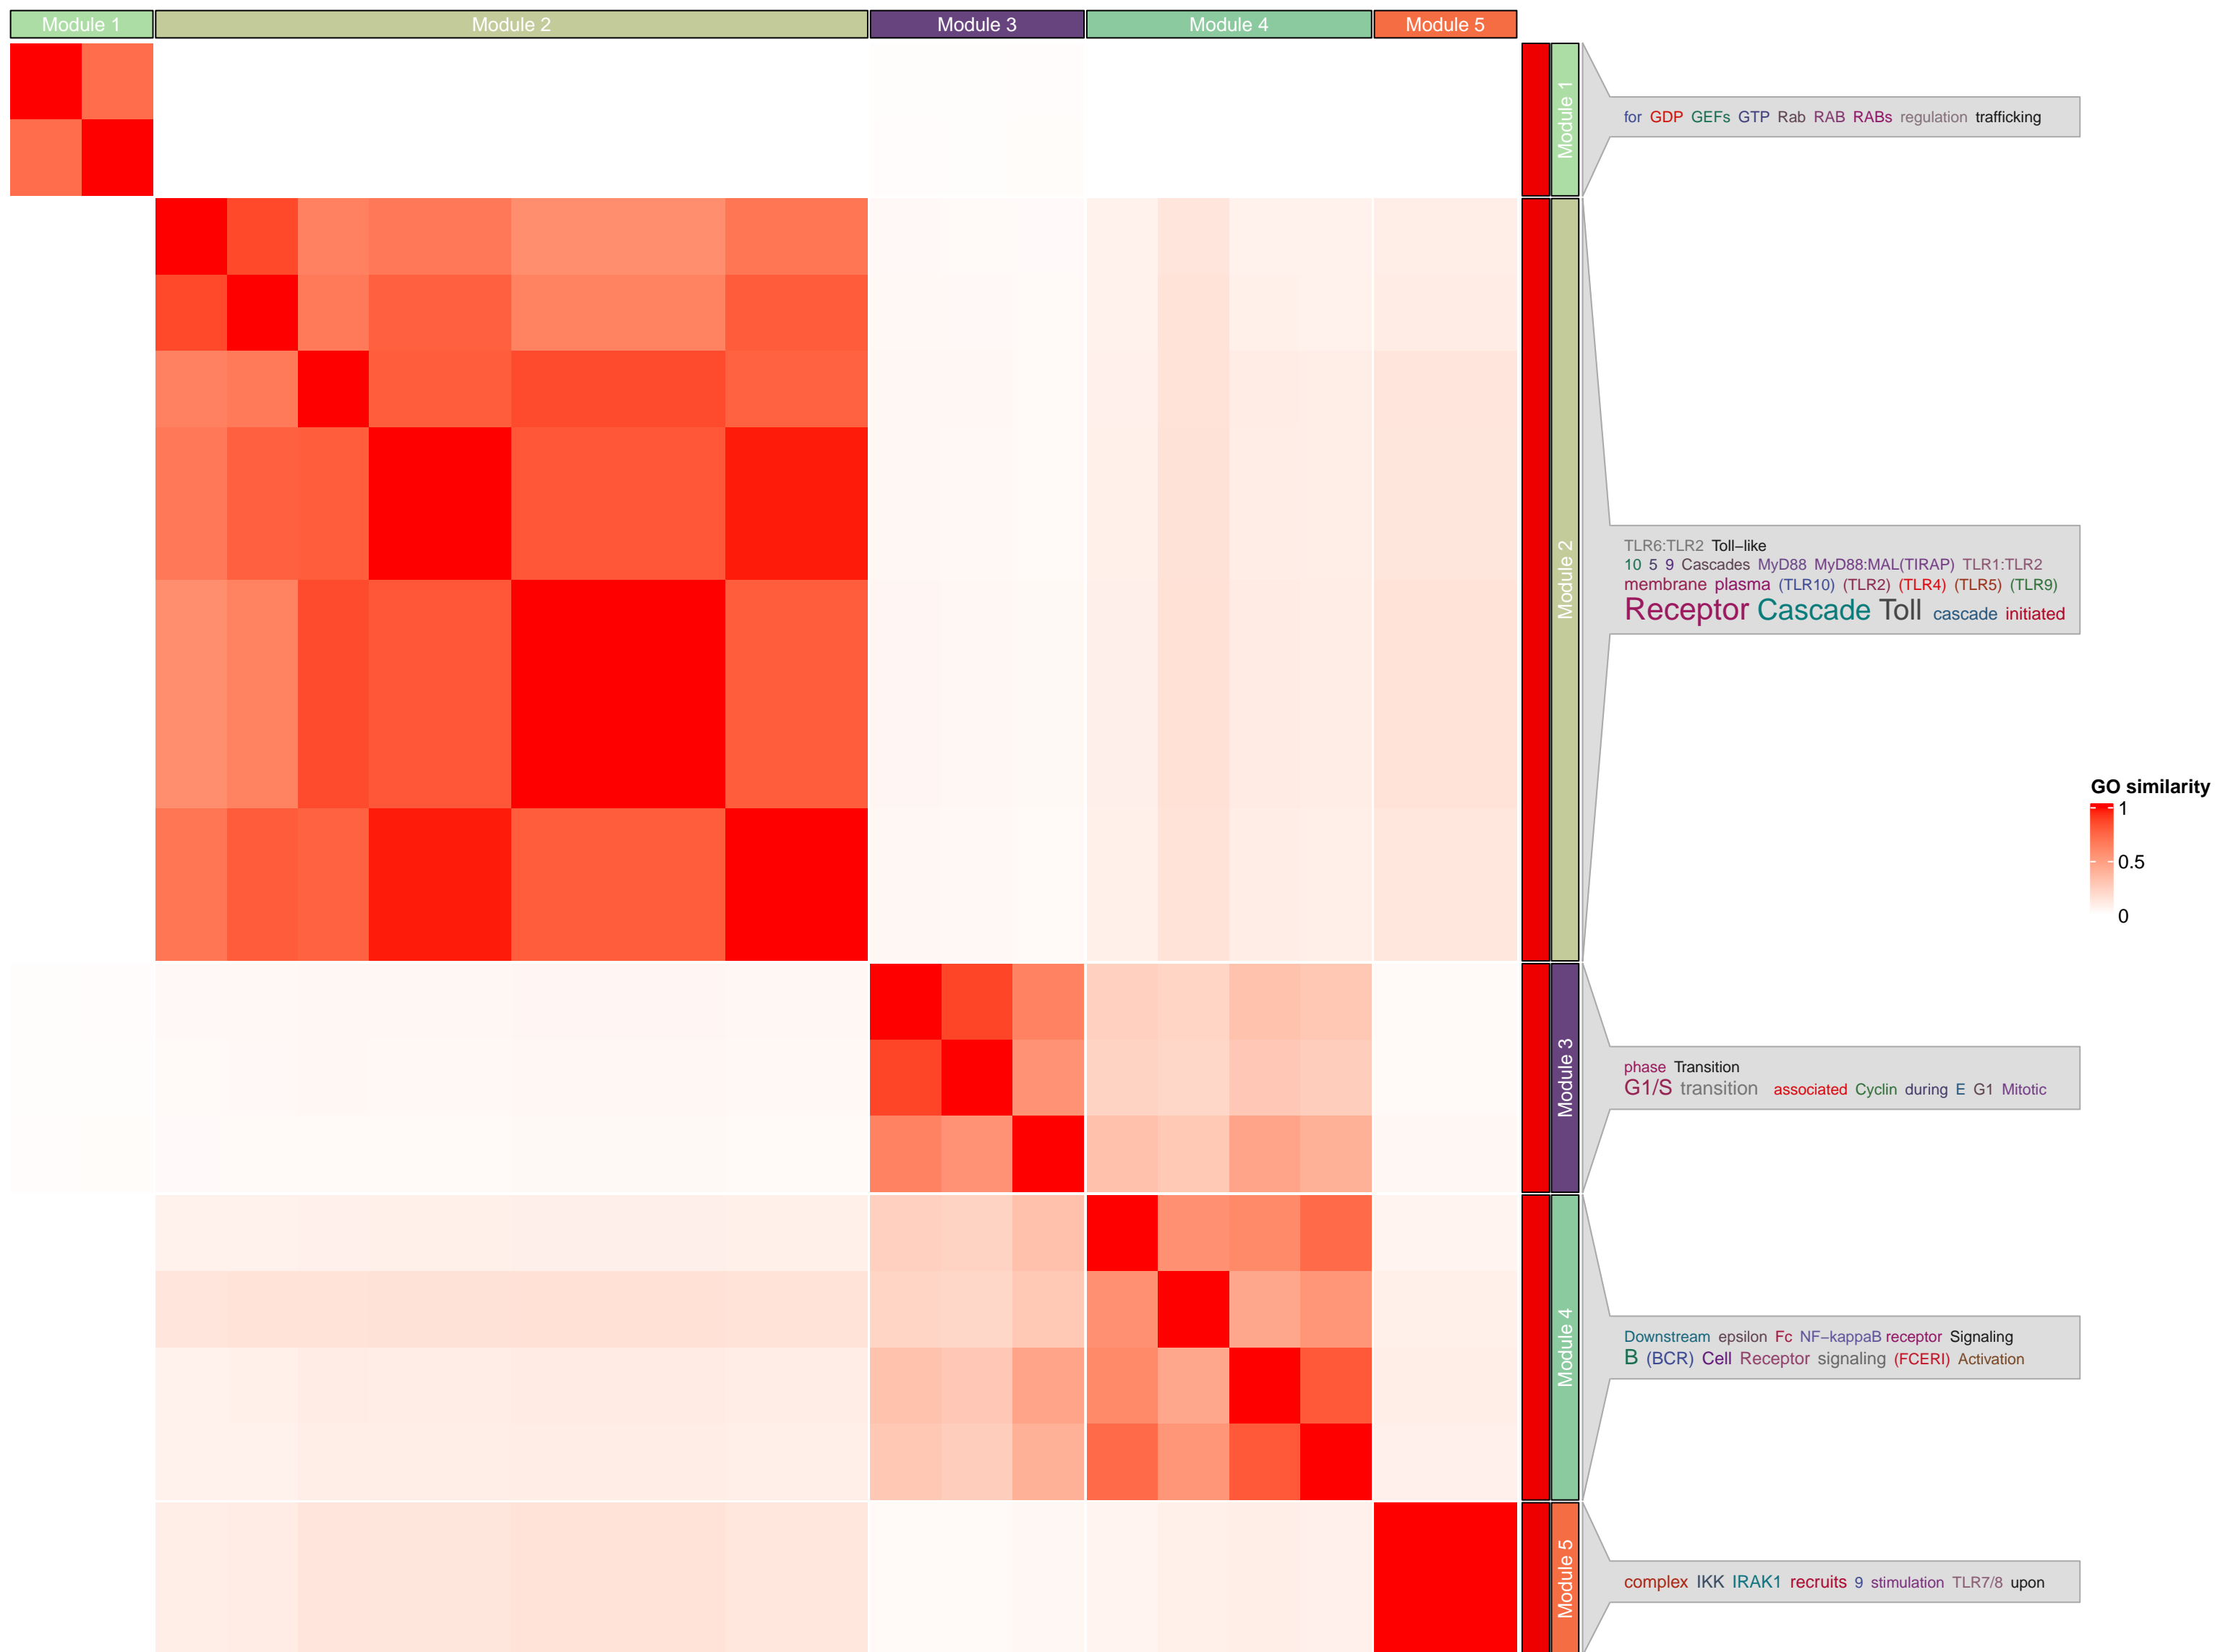 Module 1
Module 2
Module 3
Module 4
Module 5
Module 1
for GDP GEFs GTP Rab RAB RABs regulation trafficking
Module 2
TLR6:TLR2 Toll−like
10 5 9 Cascades MyD88 MyD88:MAL(TIRAP) TLR1:TLR2
membrane plasma (TLR10) (TLR2) (TLR4) (TLR5) (TLR9)
Receptor Cascade Toll cascade initiated
GO similarity
1
0.5
0
Module 3
phase Transition
G1/S transition associated Cyclin during E G1 Mitotic
Module 4
Downstream epsilon Fc NF−kappaB receptor Signaling
B (BCR) Cell Receptor signaling (FCERI) Activation
Module 5
complex IKK IRAK1 recruits 9 stimulation TLR7/8 upon